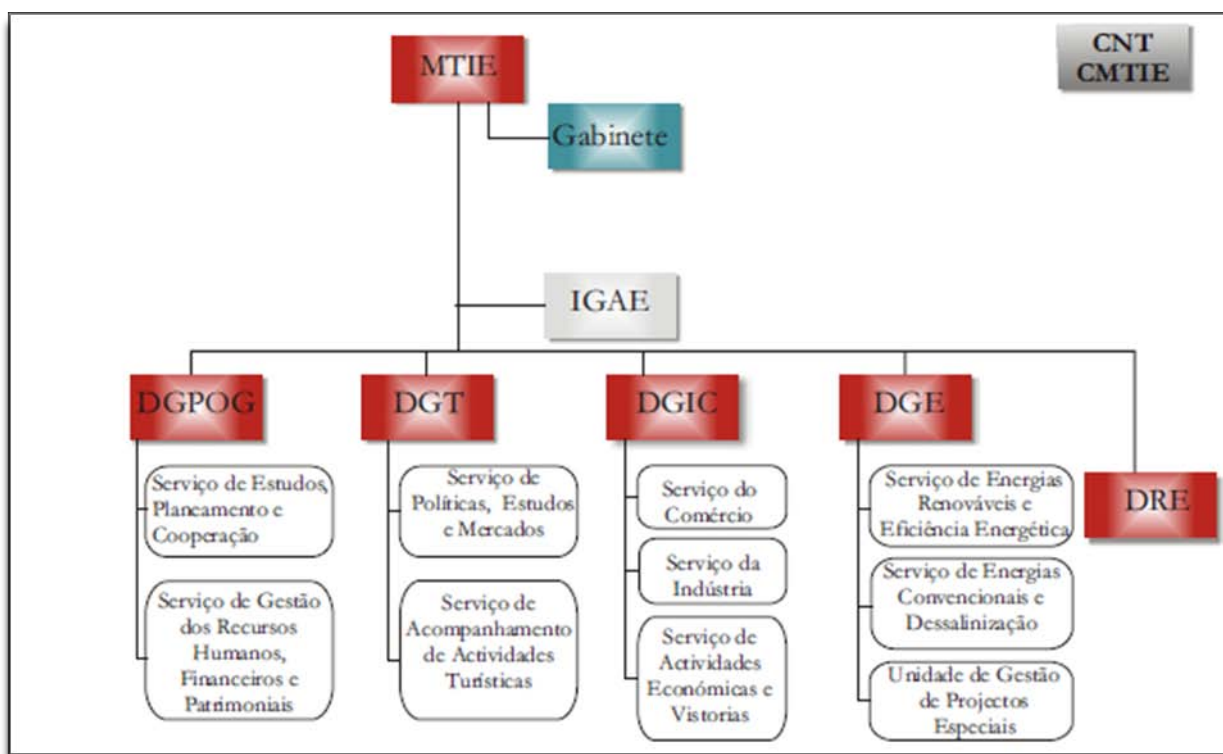 MTIE
CNT
CMTIE
Gabinete
IGAE
DGPOG
DGT
DGIC
DGE
DRE
Serviço de Estudos,
Planeamento e
Cooperação
Serviço de Gestão
dos Recursos
Humanos,
Financeiros e
Patrimoniais
Serviço de
Políticas, Estudos
e Mercados
Serviço de
Acompanhamento
de Actividades
Turísticas
Serviço do
Comércio
Serviço da
Indústria
Serviço de
Actividades
Económicas e
Vistorias
Serviço de Energias
Renováveis e
Eficiência Energética
Serviço de Energias
Convencionais e
Dessalinização
Unidade de Gestão
de Projectos
Especiais